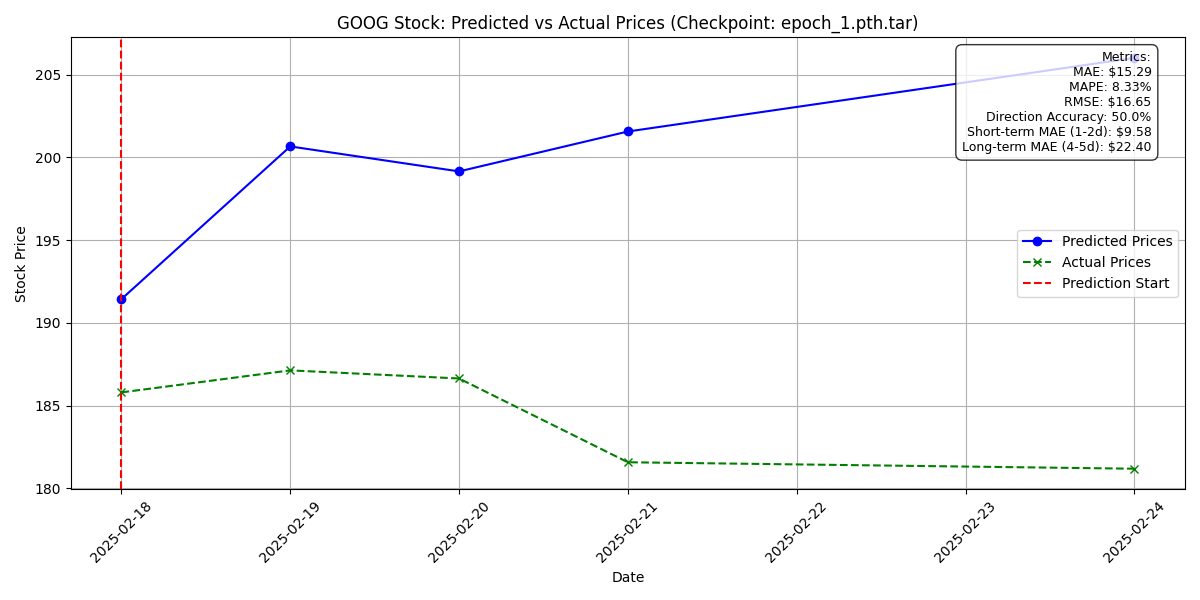 GOOG Stock: Predicted vs Actual Prices (Checkpoint: epoch_1.pth.tar)
Metrics:
MAE: $15.29
MAPE: 8.33%
RMSE: $16.65
Direction Accuracy: 50.0%
Short-term MAE (1-2d): $9.58
Long-term MAE (4-5d): $22.40
Predicted Prices
Actual Prices
Prediction Start
Stock Price
205
200
195
190
185
180
2025-02-18
2025-02-19
2025-02-20
2025-02-21
2025-02-22
2025-02-23
2025-02-24
Date